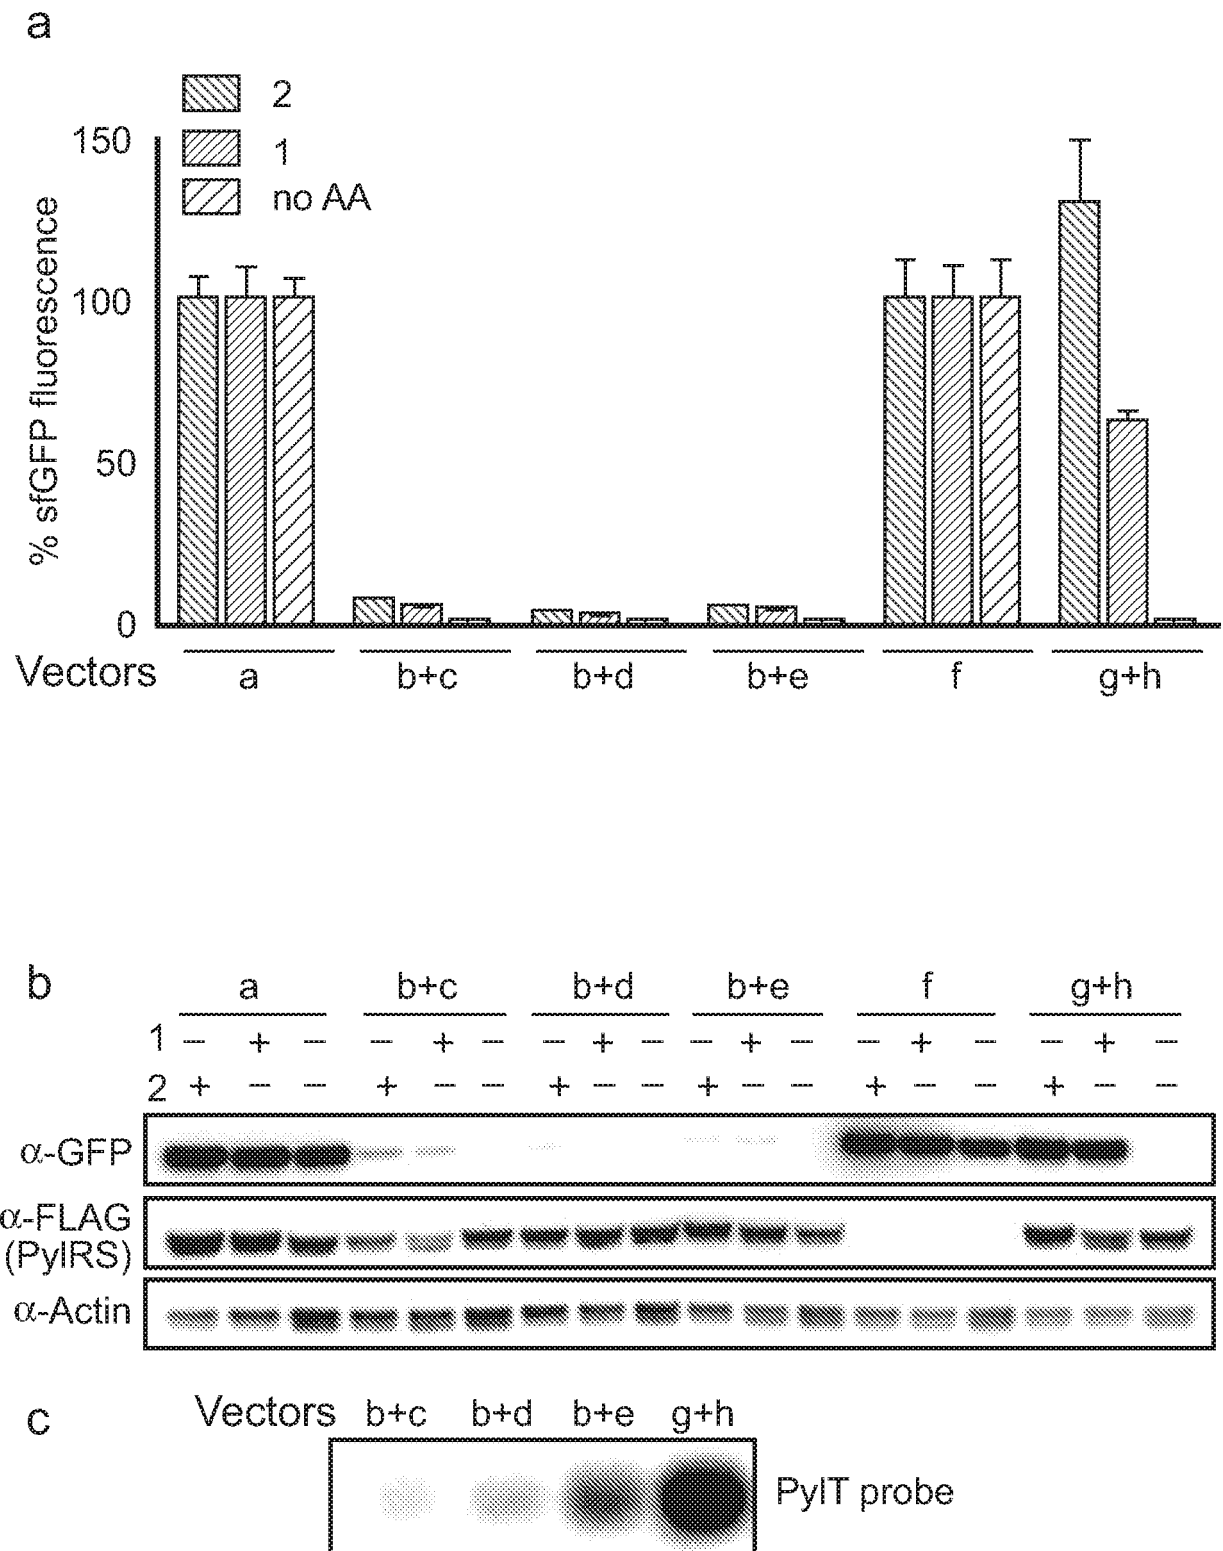 a
2
1
no AA
150
100
50
0
% sfGFP fluorescence
Vectors a b+c b+d b+e f g+h
b
a b+c b+d b+e f g+h
1 – + – – + – – + – – + – – + – – + –
2 + – – + – – + – – + – – + – – + – –
α-GFP
α-FLAG
(PylRS)
α-Actin
c
Vectors b+c b+d b+e g+h
PylT probe